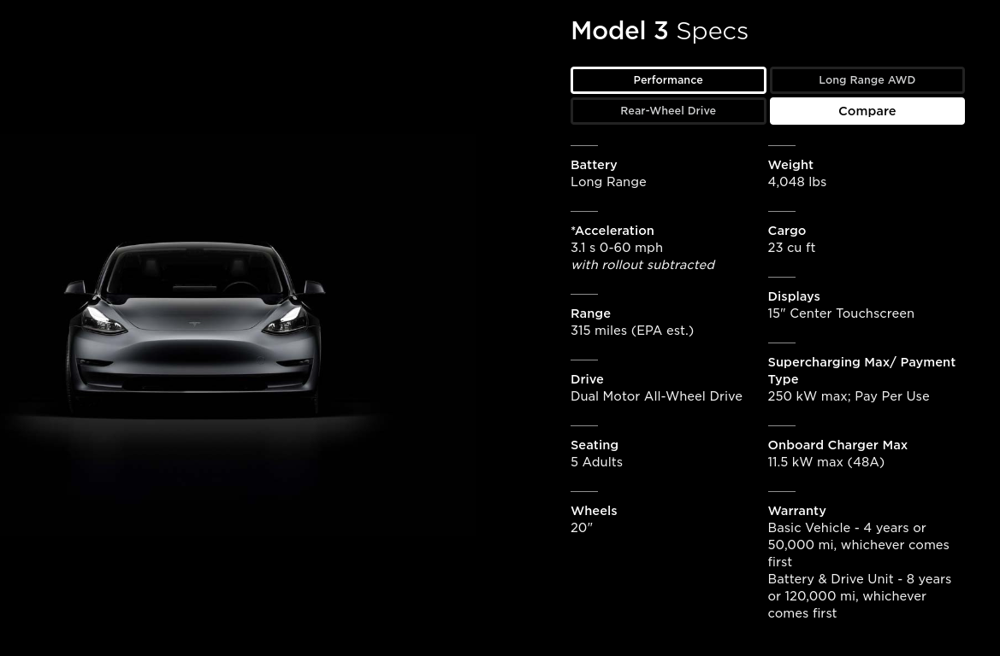 Model 3 Specs
Performance
Long Range AWD
Rear-Wheel Drive
Compare
Battery
Long Range
*Acceleration
3.1 s 0-60 mph
with rollout subtracted
Range
315 miles (EPA est.)
Drive
Dual Motor All-Wheel Drive
Seating
5 Adults
Wheels
20"
Weight
4,048 lbs
Cargo
23 cu ft
Displays
15" Center Touchscreen
Supercharging Max/ Payment
Type
250 kW max; Pay Per Use
Onboard Charger Max
11.5 kW max (48A)
Warranty
Basic Vehicle - 4 years or
50,000 mi, whichever comes
first
Battery & Drive Unit - 8 years
or 120,000 mi, whichever
comes first